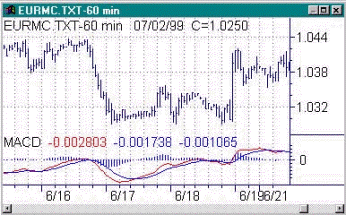 EURMC.TXT-60 min
EURMC.TXT-60 min 07/02/99 C=1.0250
1.044
1.038
1.032
MACD -0.002803 -0.001738 -0.001065
0
6/16 6/17 6/18 6/196/21